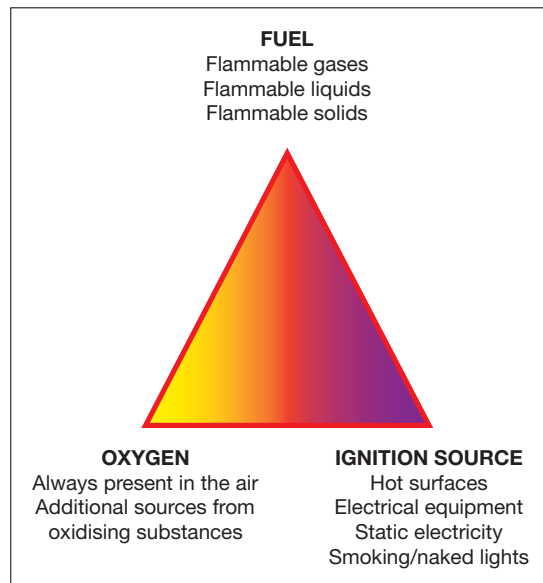 FUEL
Flammable gases
Flammable liquids
Flammable solids
OXYGEN
Always present in the air
Additional sources from
oxidising substances
IGNITION SOURCE
Hot surfaces
Electrical equipment
Static electricity
Smoking/naked lights